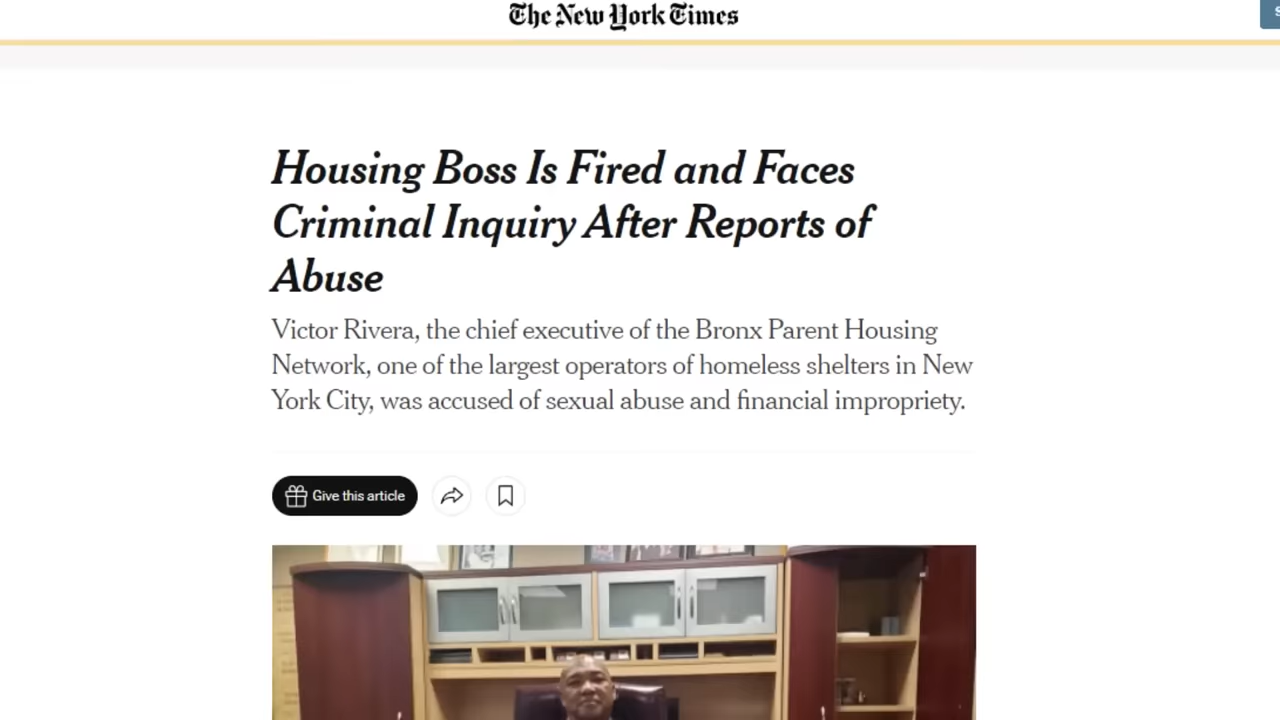 The New York Times
S
Housing Boss Is Fired and Faces
Criminal Inquiry After Reports of
Abuse
Victor Rivera, the chief executive of the Bronx Parent Housing
Network, one of the largest operators of homeless shelters in New
York City, was accused of sexual abuse and financial impropriety.
Give this article